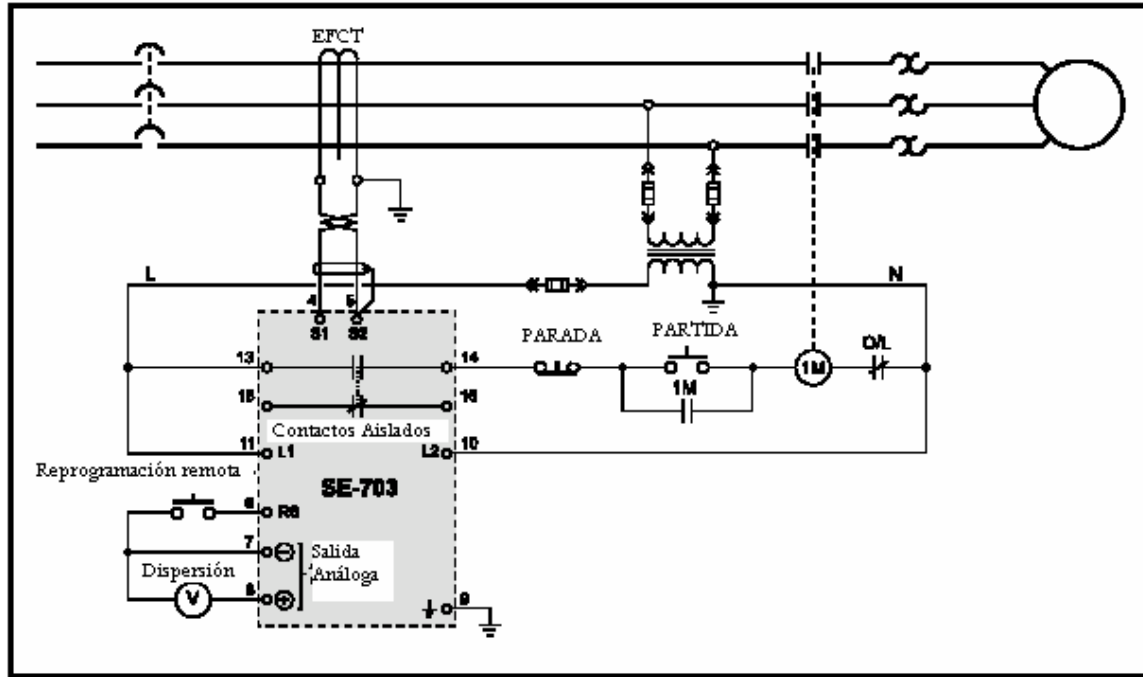 EFCT
L
N
4
5
S1
S2
PARADA
PARTIDA
O/L
13
14
1M
1M
15
16
Contactos Aislados
11
L1
L2
10
Reprogramación remota
SE-703
6
RS
7
Salida
Análoga
Dispersión
V
8
9